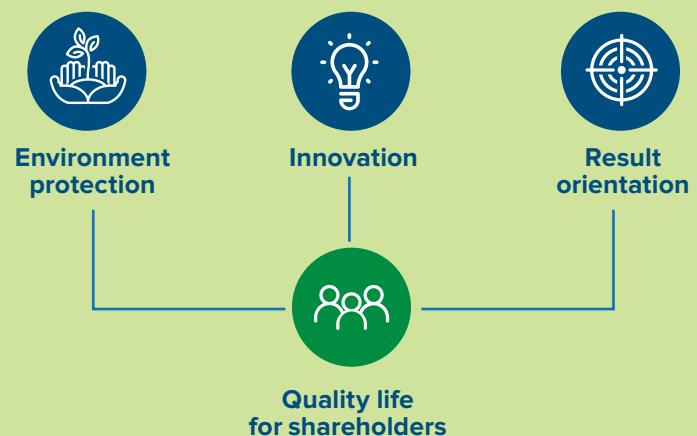 Environment
protection
Innovation
Result
orientation
Quality life
for shareholders